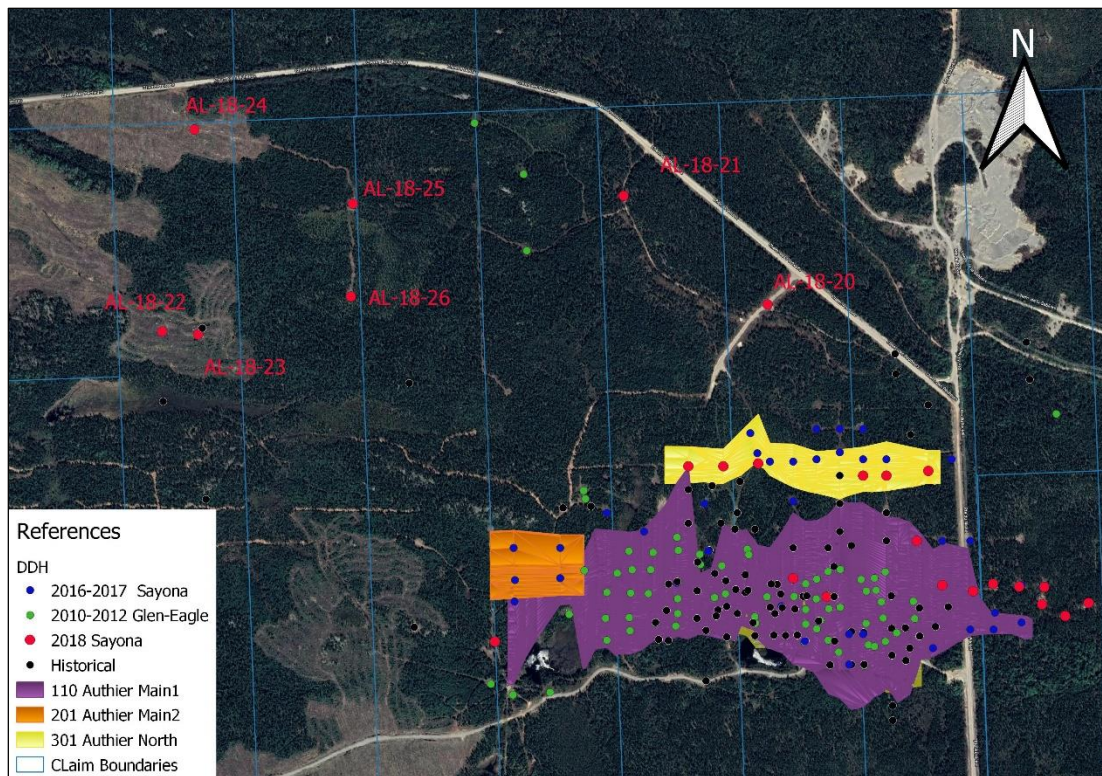 N
AL-18-24
AL-18-21
AL-18-25
AL-18-20
AL-18-26
AL-18-22
AL-18-23
References
DDH
2016-2017 Sayona
2010-2012 Glen-Eagle
2018 Sayona
Historical
110 Authier Main1
201 Authier Main2
301 Authier North
CLaim Boundaries